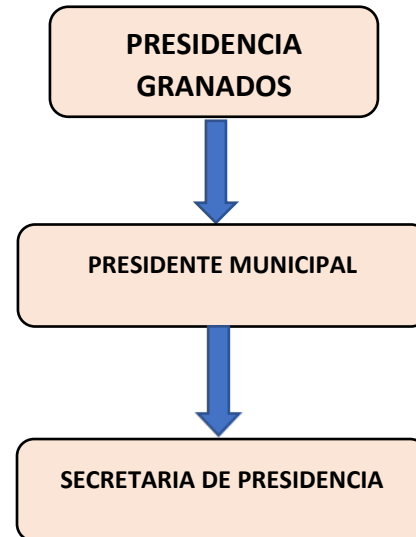 PRESIDENCIA
GRANADOS
PRESIDENTE MUNICIPAL
SECRETARIA DE PRESIDENCIA